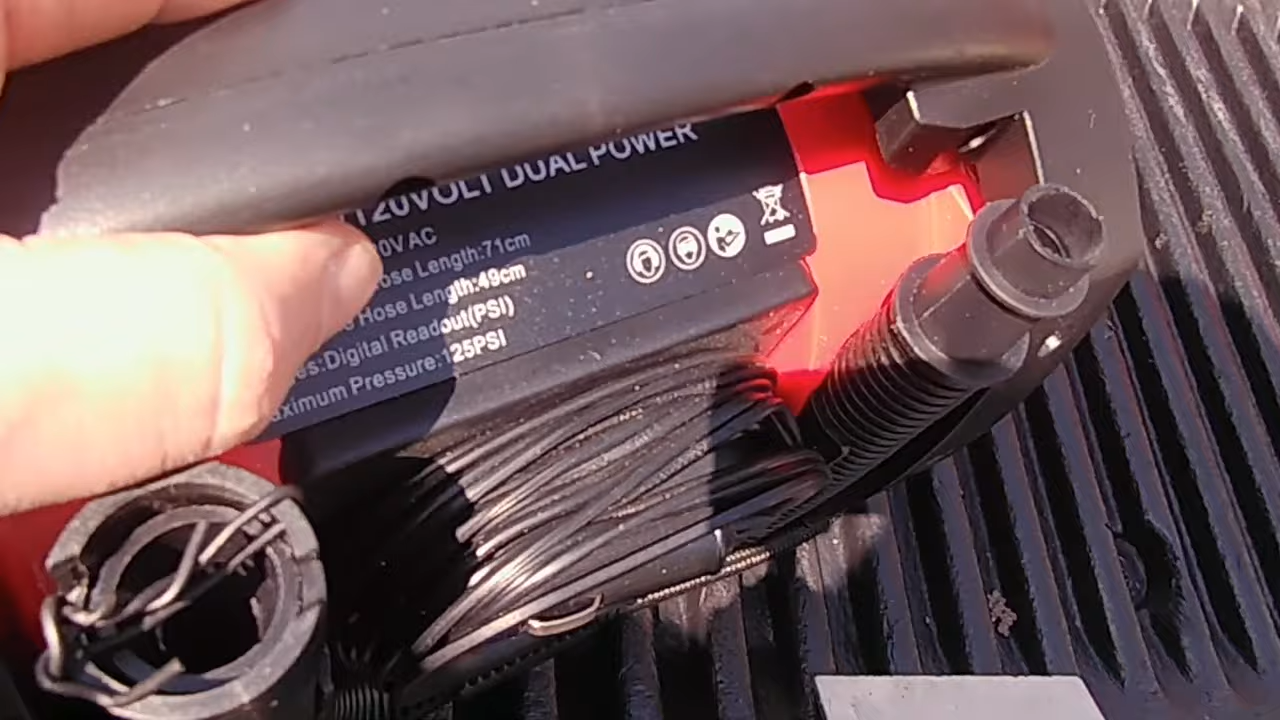 120VOLT DUAL POWER
0V AC
ose Length:71cm
Hose Length:49cm
es:Digital Readout(PSI)
aximum Pressure:125PSI